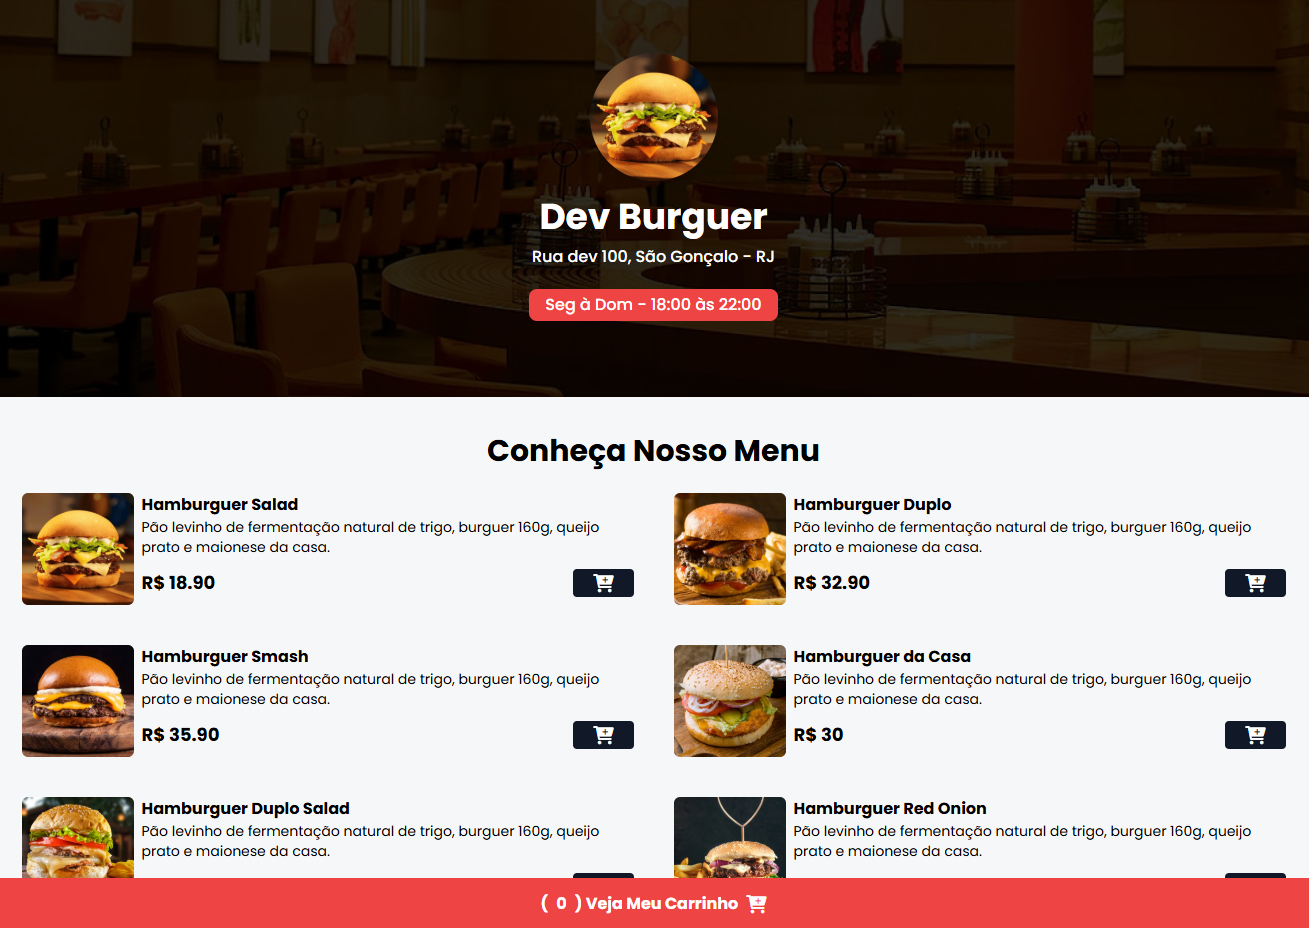 Dev Burguer
Rua dev 100, São Gonçalo - RJ
Seg à Dom - 18:00 às 22:00
Conheça Nosso Menu
Hamburguer Salad
Pão levinho de fermentação natural de trigo, burguer 160g, queijo
prato e maionese da casa.
R$ 18.90
Hamburguer Duplo
Pão levinho de fermentação natural de trigo, burguer 160g, queijo
prato e maionese da casa.
R$ 32.90
Hamburguer Smash
Pão levinho de fermentação natural de trigo, burguer 160g, queijo
prato e maionese da casa.
R$ 35.90
Hamburguer da Casa
Pão levinho de fermentação natural de trigo, burguer 160g, queijo
prato e maionese da casa.
R$ 30
Hamburguer Duplo Salad
Pão levinho de fermentação natural de trigo, burguer 160g, queijo
prato e maionese da casa.
Hamburguer Red Onion
Pão levinho de fermentação natural de trigo, burguer 160g, queijo
prato e maionese da casa.
( 0 ) Veja Meu Carrinho